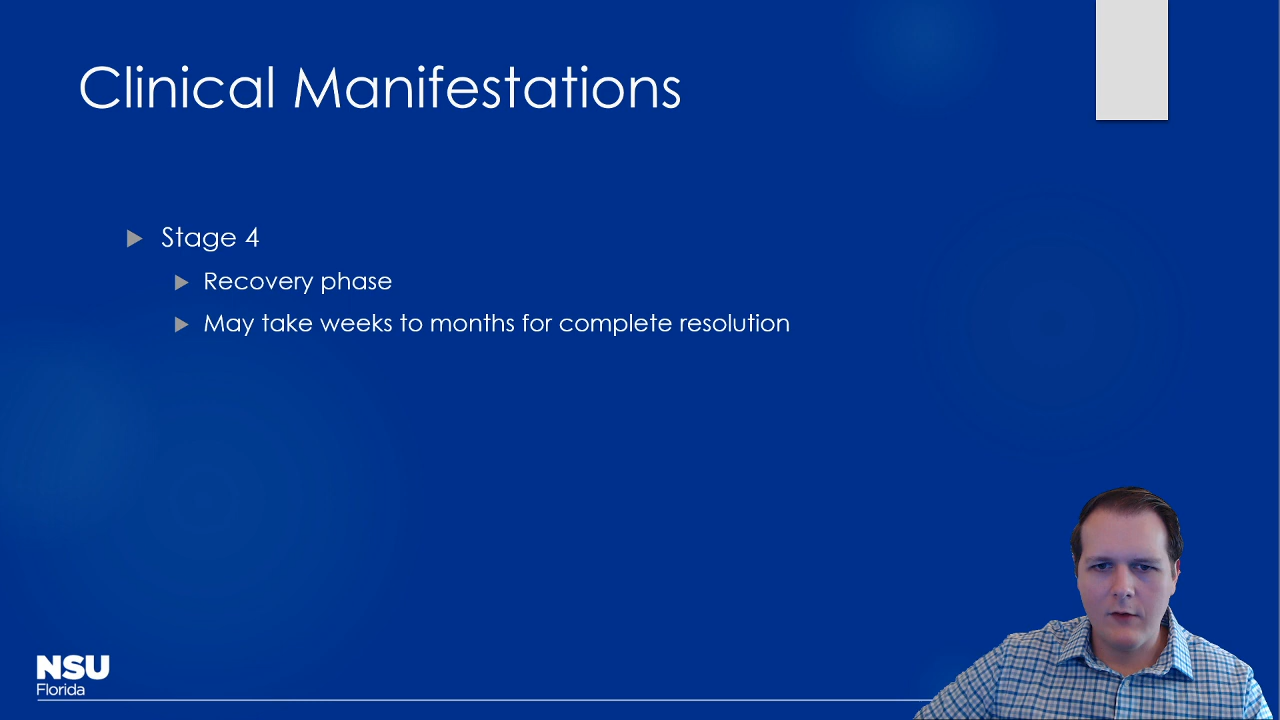 Clinical Manifestations
Stage 4
Recovery phase
May take weeks to months for complete resolution
NSU
Florida